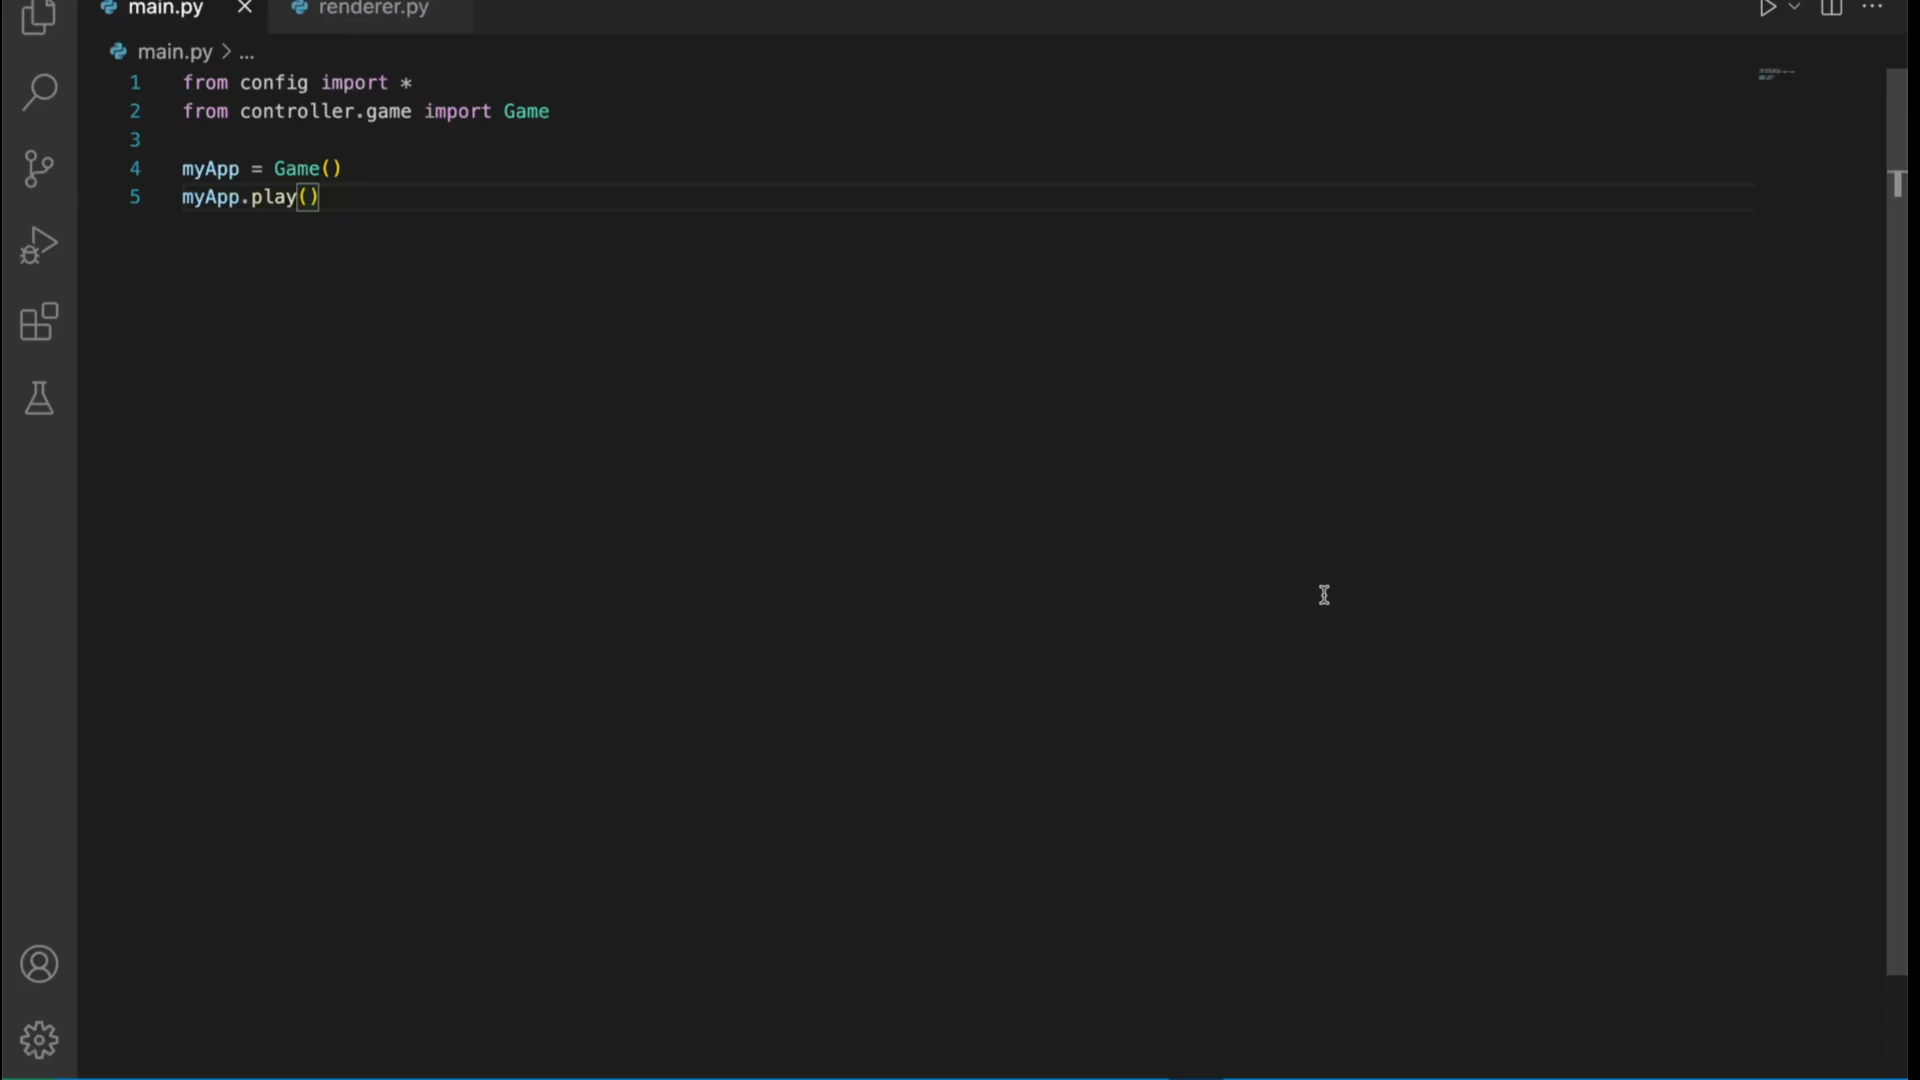 main.py
renderer.py
main.py > ...
1 from config import *
2 from controller.game import Game
3
4 myApp = Game()
5 myApp.play()